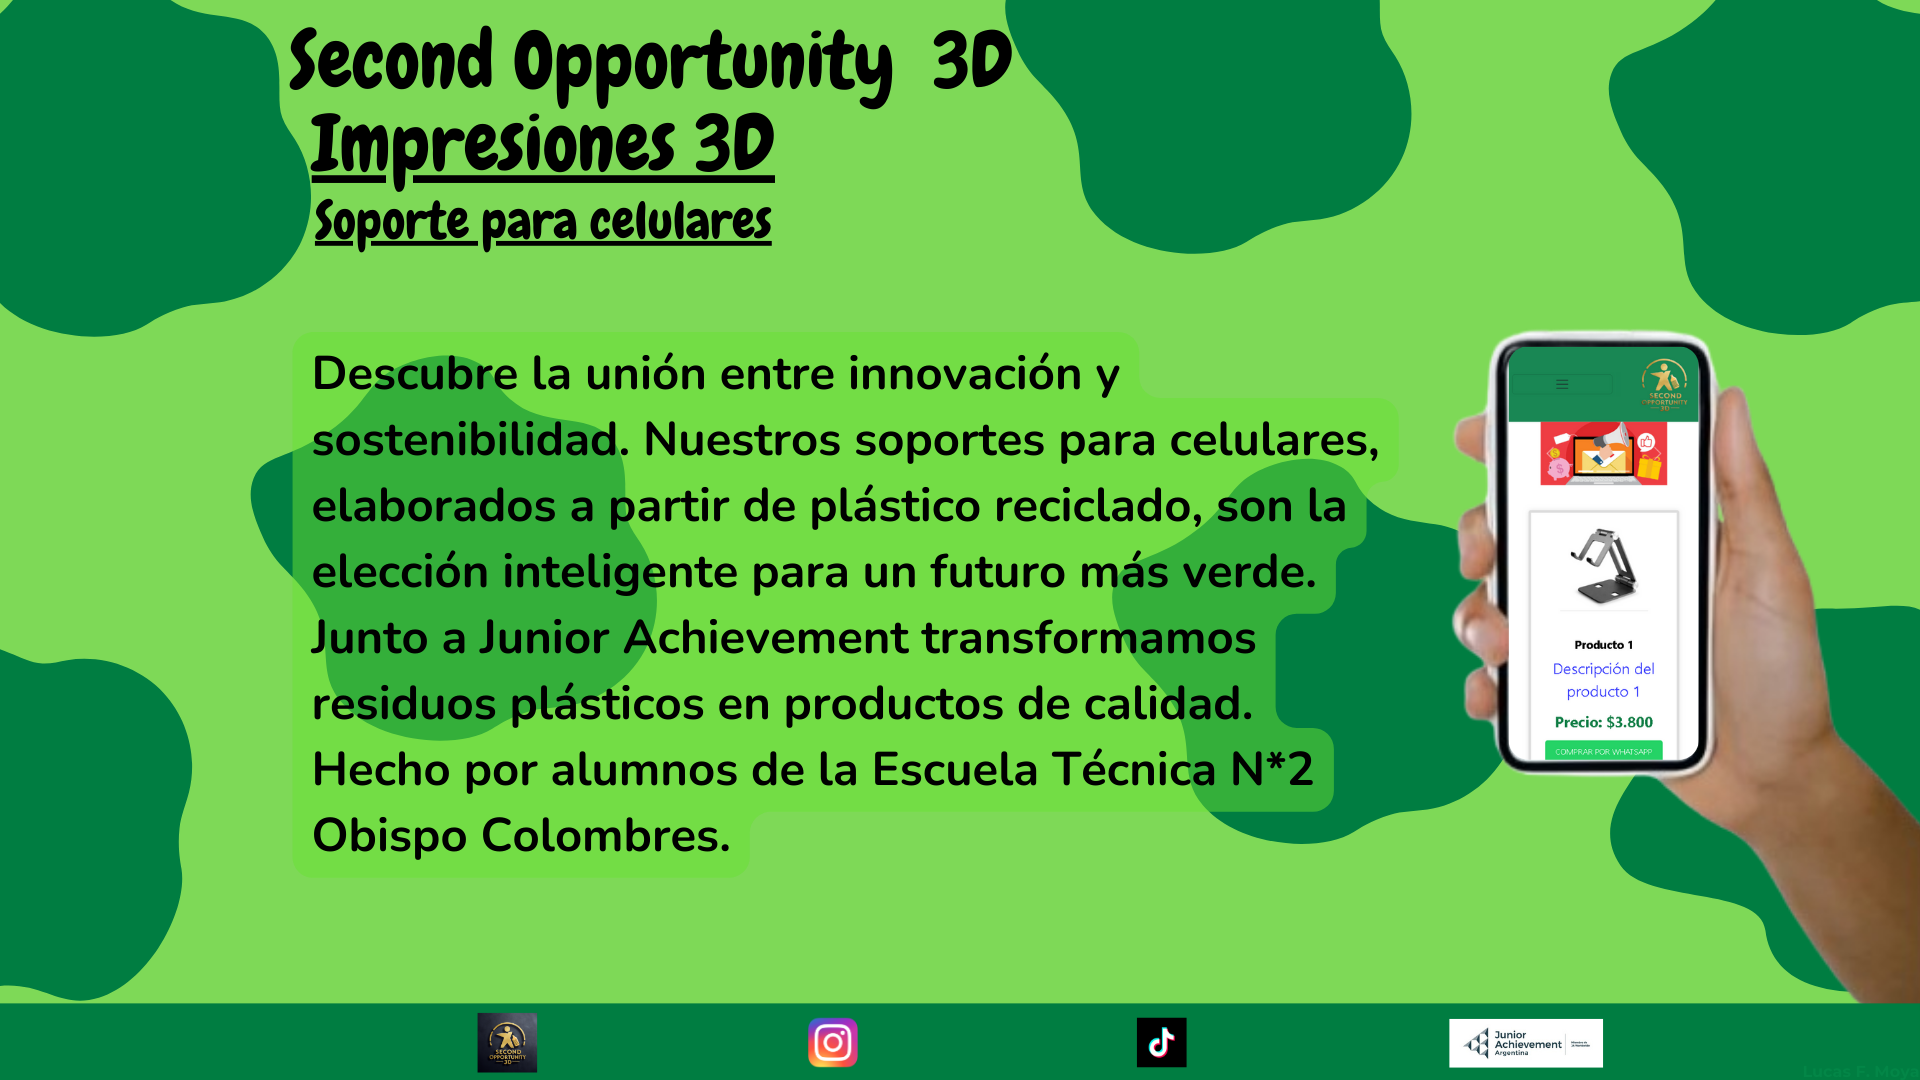 Second Opportunity 3D
Impresiones 3D
Soporte para celulares
Descubre la unión entre innovación y
sostenibilidad. Nuestros soportes para celulares,
elaborados a partir de plástico reciclado, son la
elección inteligente para un futuro más verde.
Junto a Junior Achievement transformamos
residuos plásticos en productos de calidad.
Hecho por alumnos de la Escuela Técnica N*2
Obispo Colombres.
SECOND
OPPORTUNITY
3D
Producto 1
Descripción del
producto 1
Precio: $3.800
COMPRAR POR WHATSAPP
SECOND
OPPORTUNITY
3D
Junior
Achievement
Argentina
Lucas F. Moya